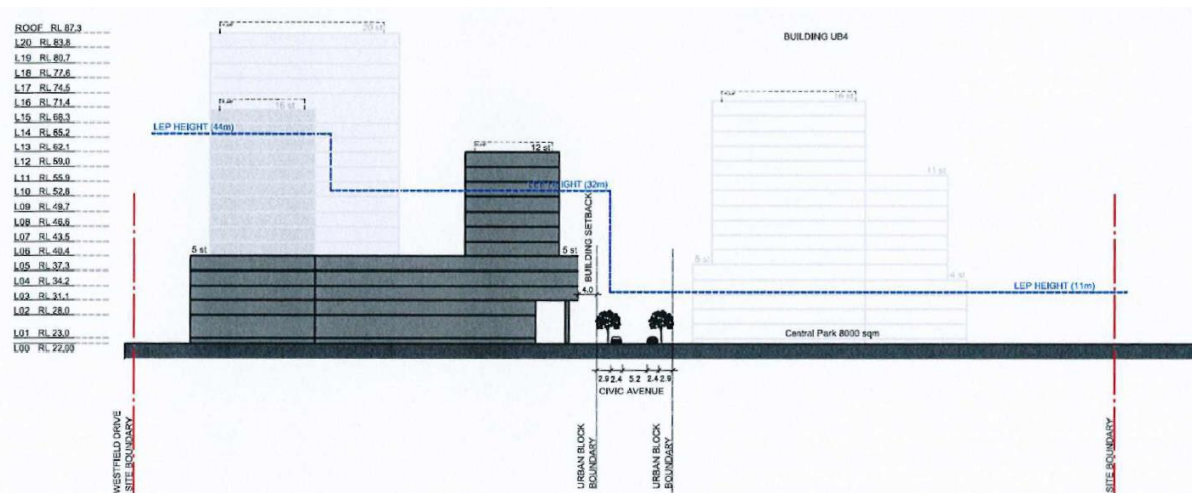 ROOF RL 87.3
L20 RL 83.8
L19 RL 80.7
L18 RL 77.6
L17 RL 74.5
L16 RL 71.4
L15 RL 68.3
L14 RL 65.2
L13 RL 62.1
L12 RL 59.0
L11 RL 55.9
L10 RL 52.8
L09 RL 49.7
L08 RL 46.6
L07 RL 43.5
L06 RL 40.4
L05 RL 37.3
L04 RL 34.2
L03 RL 31.1
L02 RL 28.0
L01 RL 23.0
L00 RL 22.00
20 st
BUILDING UB4
16 st
LEP HEIGHT (44m)
12 st
LEP HEIGHT (32m)
11 st
5 st
5 st
4 st
BUILDING SETBACK
4.0
LEP HEIGHT (11m)
Central Park 8000 sqm
2.9 2.4 5.2 2.4 2.9
CIVIC AVENUE
WESTFIELD DRIVE
SITE BOUNDARY
URBAN BLOCK
BOUNDARY
URBAN BLOCK
BOUNDARY
SITE BOUNDARY